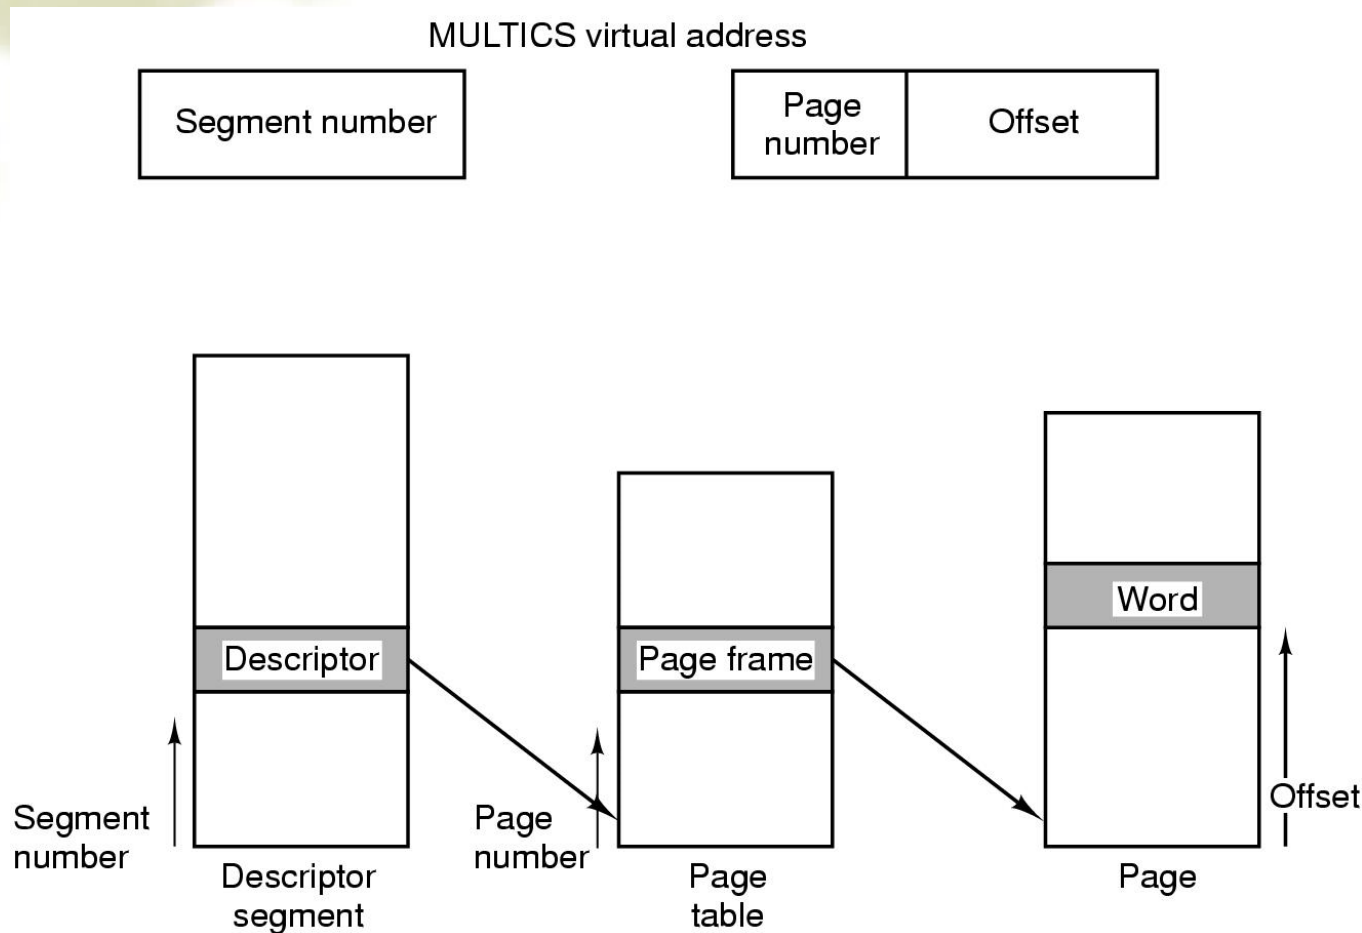 MULTICS virtual address
Segment number
Page
number
Offset
Descriptor
Page frame
Word
Segment
number
Page
number
Offset
Descriptor
segment
Page
table
Page